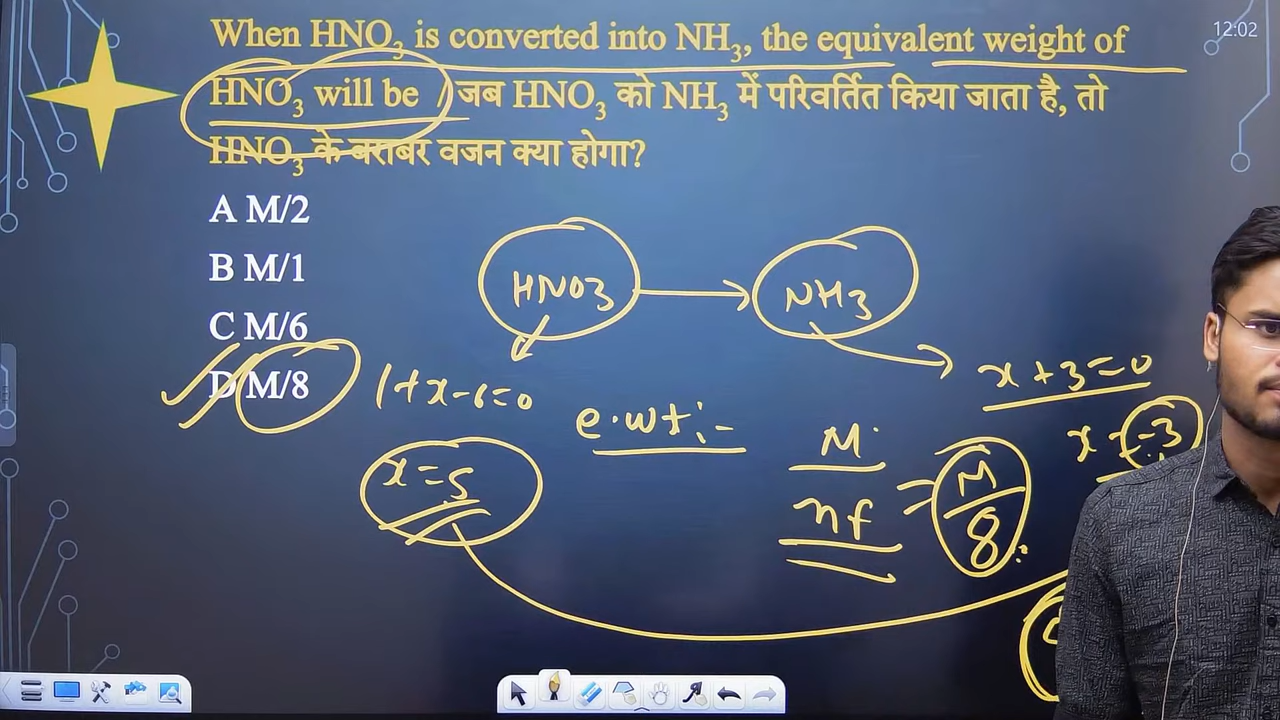 12:02
When HNO3 is converted into NH3, the equivalent weight of
HNO3 will be / जब HNO3 को NH3 में परिवर्तित किया जाता है, तो
HNO3 के बराबर वजन क्या होगा?
A M/2
B M/1
C M/6
D M/8
HNO3 → NH3
1+x-6=0
x+3=0
e.wt:-
M
nf
= M/8
x = -3
x=5